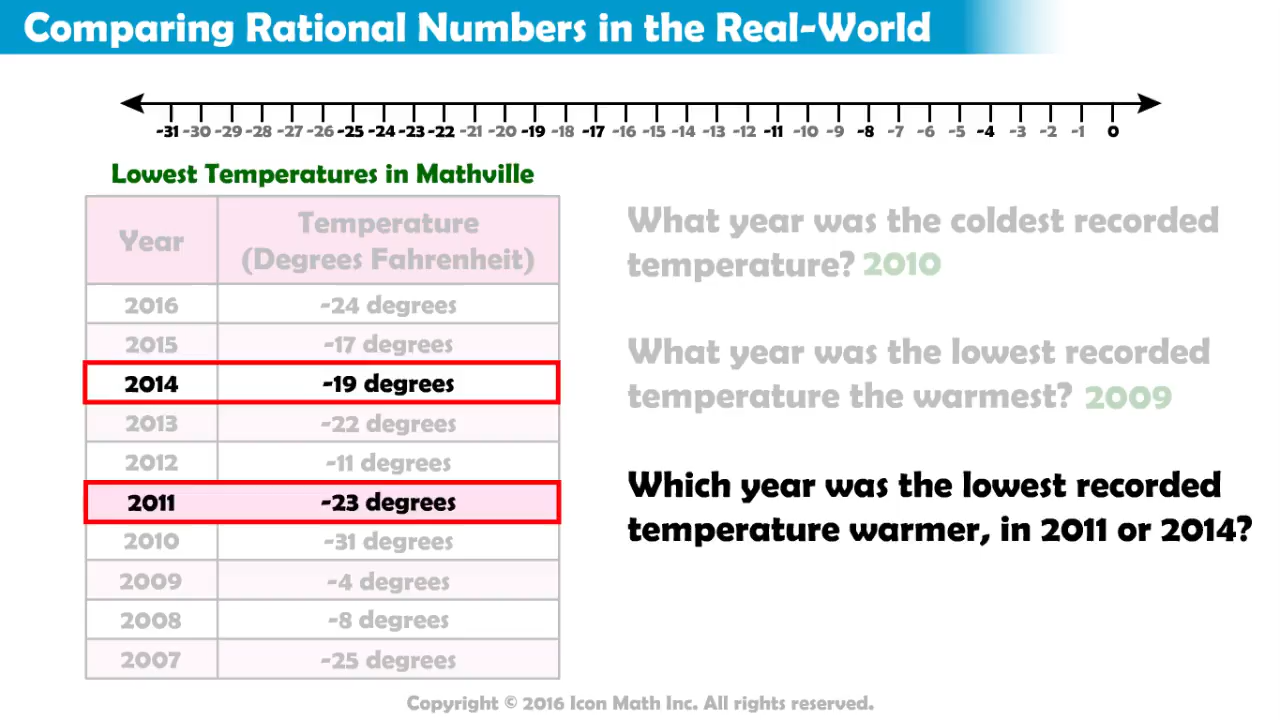 Comparing Rational Numbers in the Real-World
-31 -30 -29 -28 -27 -26 -25 -24 -23 -22 -21 -20 -19 -18 -17 -16 -15 -14 -13 -12 -11 -10 -9 -8 -7 -6 -5 -4 -3 -2 -1 0
Lowest Temperatures in Mathville
Year Temperature (Degrees Fahrenheit)
2016 -24 degrees
2015 -17 degrees
2014 -19 degrees
2013 -22 degrees
2012 -11 degrees
2011 -23 degrees
2010 -31 degrees
2009 -4 degrees
2008 -8 degrees
2007 -25 degrees
What year was the coldest recorded
temperature? 2010
What year was the lowest recorded
temperature the warmest? 2009
Which year was the lowest recorded
temperature warmer, in 2011 or 2014?
Copyright © 2016 Icon Math Inc. All rights reserved.